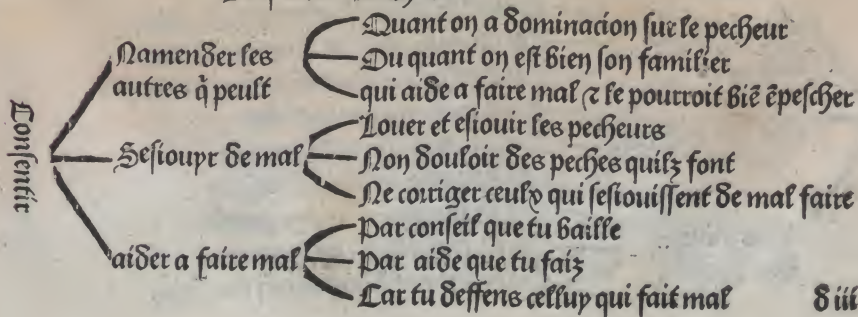 Consentir
Namender les
autres q̃ peult
Quant on a dominacion sur le pecheur
Ou quant on est bien son familier
qui aide a faire mal ⁊ le pourroit biẽ ẽpescher
Sesiouyr de mal
Louer et esiouir les pecheurs
Non douloir des peches quilz font
Ne corriger ceulx qui sesiouissent de mal faire
aider a faire mal
Par conseil que tu baille
Par aide que tu faiz
Car tu deffens celluy qui fait mal
d iii